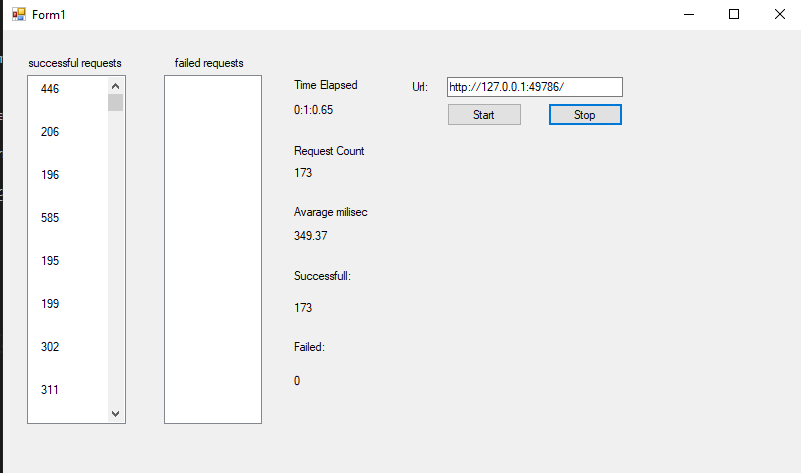 Form1
successful requests
failed requests
446
206
196
585
195
199
302
311
Time Elapsed
0:1:0.65
Request Count
173
Avarage milisec
349.37
Successfull:
173
Failed:
0
Url:
http://127.0.0.1:49786/
Start
Stop